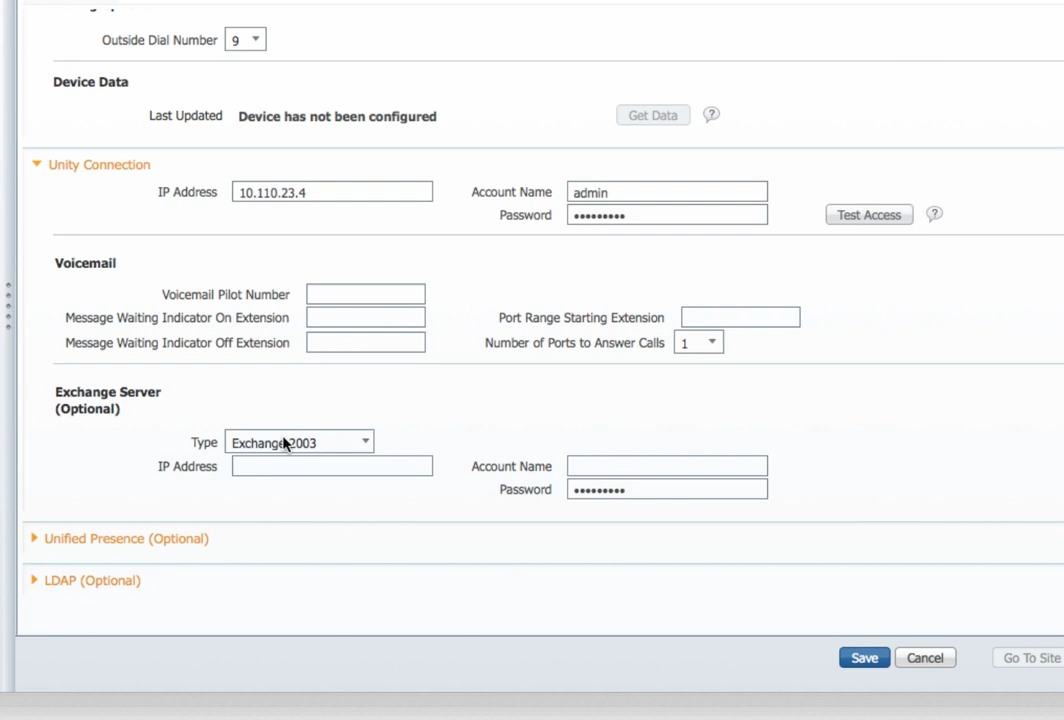 Outside Dial Number 9
Device Data
Last Updated Device has not been configured Get Data ?
Unity Connection
IP Address 10.110.23.4 Account Name admin
Password ••••••••• Test Access ?
Voicemail
Voicemail Pilot Number
Message Waiting Indicator On Extension Port Range Starting Extension
Message Waiting Indicator Off Extension Number of Ports to Answer Calls 1
Exchange Server
(Optional)
Type Exchange 2003
IP Address Account Name
Password •••••••••
Unified Presence (Optional)
LDAP (Optional)
Save Cancel Go To Site